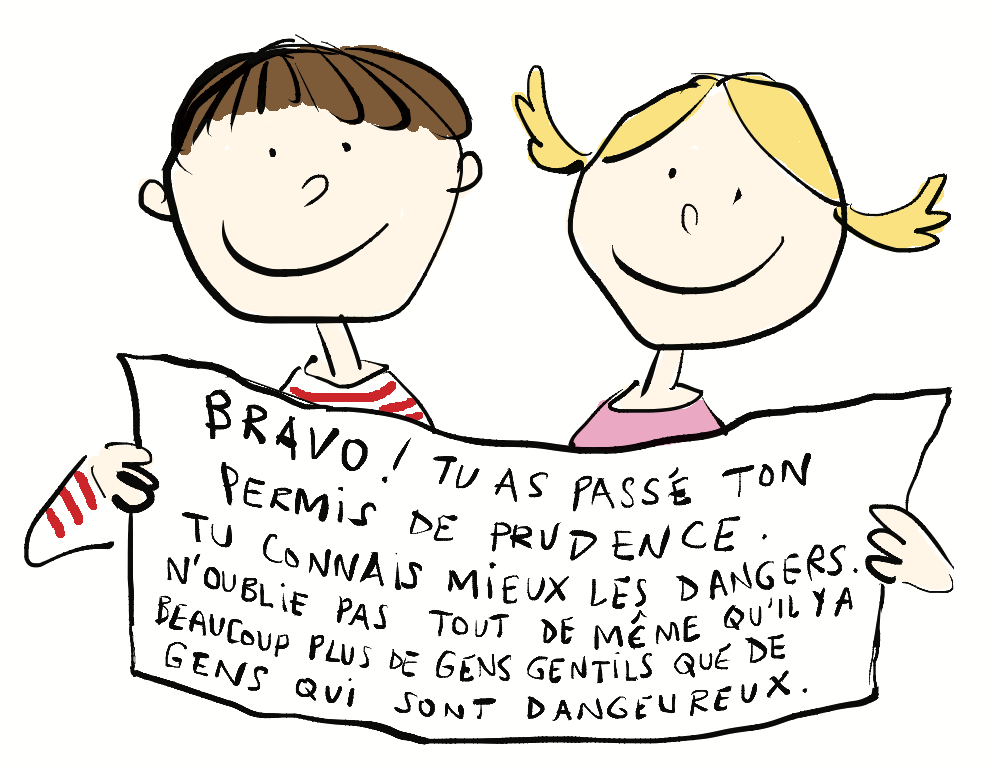 BRAVO! TU AS PASSÉ TON
PERMIS DE PRUDENCE.
TU CONNAIS MIEUX LES DANGERS.
N'OUBLIE PAS TOUT DE MÊME QU'IL Y A
BEAUCOUP PLUS DE GENS GENTILS QUE DE
GENS QUI SONT DANGEUREUX.